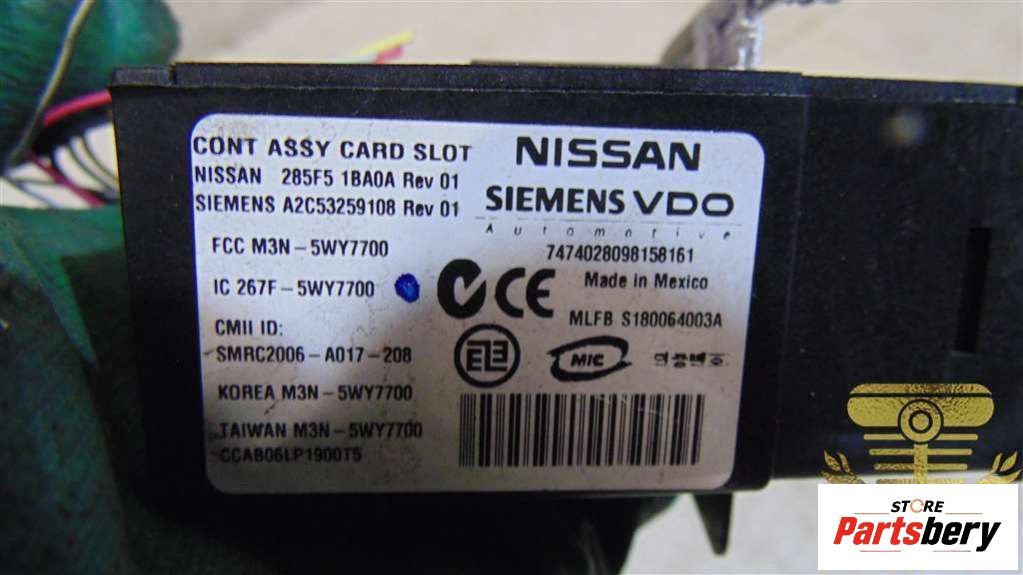 CONT ASSY CARD SLOT
NISSAN 285F5 1BA0A Rev 01
SIEMENS A2C53259108 Rev 01
FCC M3N-5WY7700
IC 267F-5WY7700
CMII ID:
SMRC2006-A017-208
KOREA M3N-5WY7700
TAIWAN M3N-5WY7700
CCAB06LP1900T5
NISSAN
SIEMENS VDO
Automotive
7474028098158161
Made in Mexico
CE
MLFB S180064003A
MIC
STORE
Partsbery